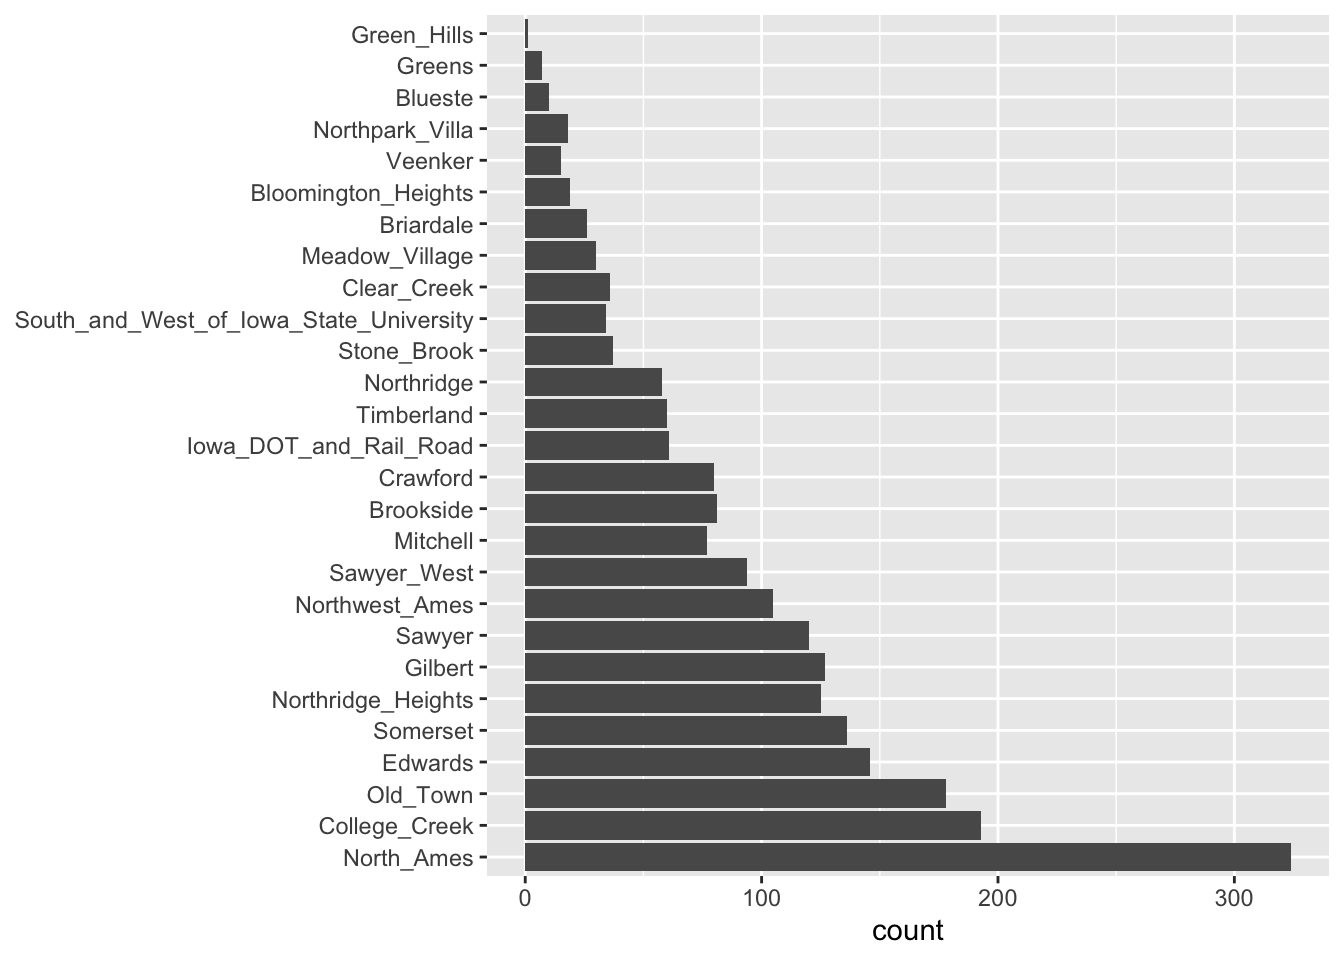 Green_Hills
Greens
Blueste
Northpark_Villa
Veenker
Bloomington_Heights
Briardale
Meadow_Village
Clear_Creek
South_and_West_of_Iowa_State_University
Stone_Brook
Northridge
Timberland
Iowa_DOT_and_Rail_Road
Crawford
Brookside
Mitchell
Sawyer_West
Northwest_Ames
Sawyer
Gilbert
Northridge_Heights
Somerset
Edwards
Old_Town
College_Creek
North_Ames
0 100 200 300
count